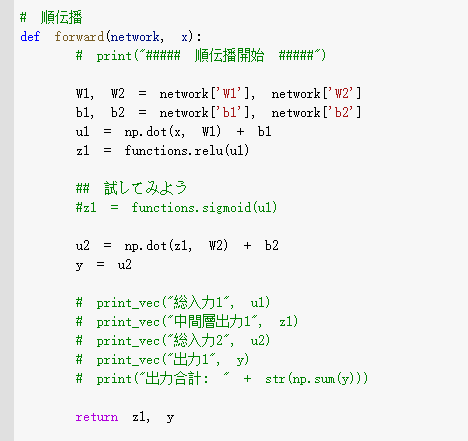 #　順伝播
def forward(network, x):
# print("##### 順伝播開始 #####")
W1, W2 = network['W1'], network['W2']
b1, b2 = network['b1'], network['b2']
u1 = np.dot(x, W1) + b1
z1 = functions.relu(u1)
## 試してみよう
#z1 = functions.sigmoid(u1)
u2 = np.dot(z1, W2) + b2
y = u2
# print_vec("総入力1", u1)
# print_vec("中間層出力1", z1)
# print_vec("総入力2", u2)
# print_vec("出力1", y)
# print("出力合計: " + str(np.sum(y)))
return z1, y